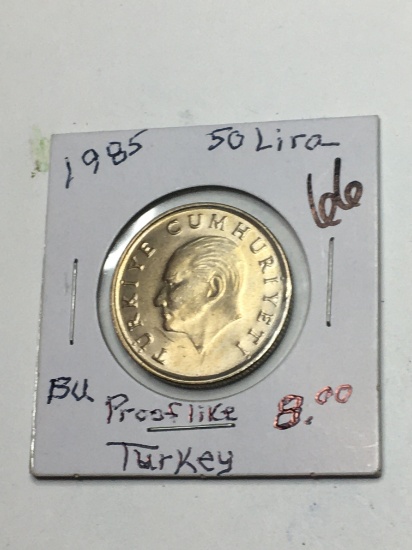 1985 50 Lira
66
TÜRKİYE CUMHURİYETİ
BU. Prooflike 8.00
Turkey